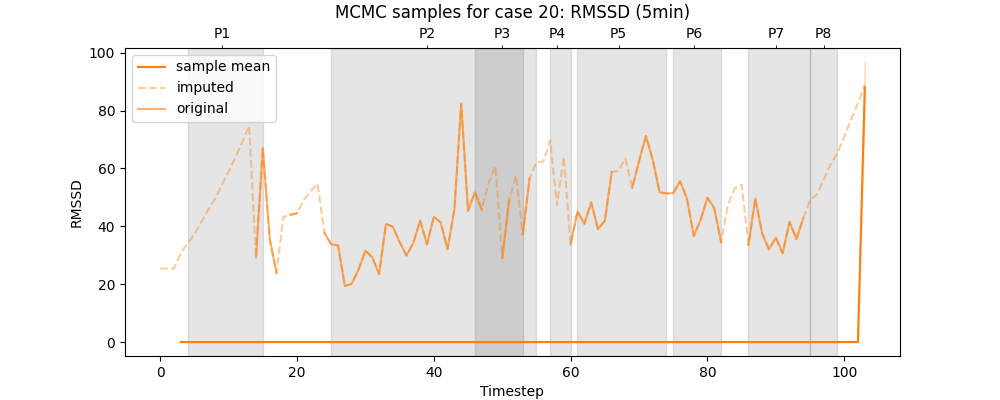 MCMC samples for case 20: RMSSD (5min)
P1 P2 P3 P4 P5 P6 P7 P8
sample mean
imputed
original
RMSSD
100
80
60
40
20
0
0 20 40 60 80 100
Timestep